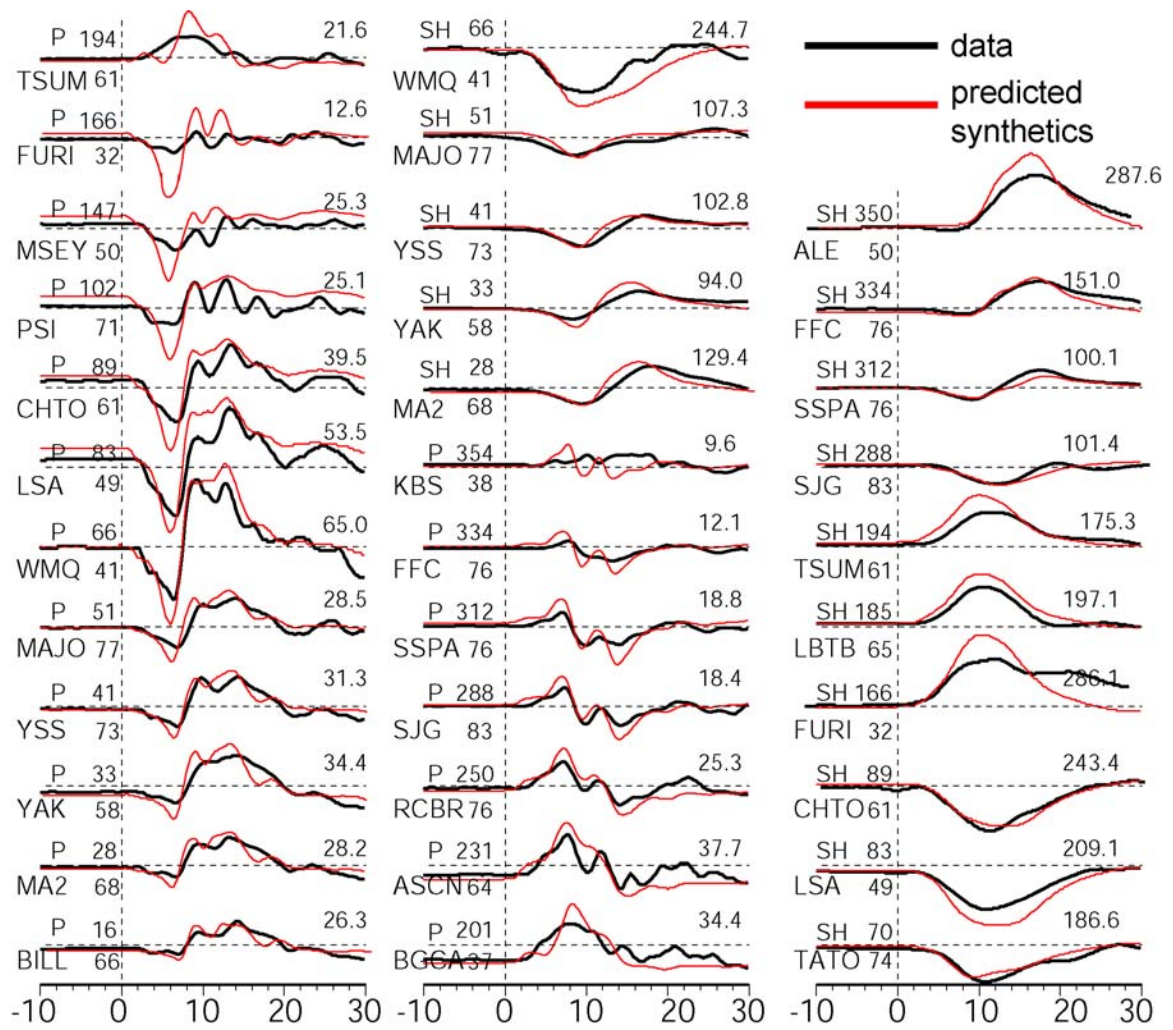 P 194 21.6
TSUM 61
P 166 12.6
FURI 32
P 147 25.3
MSEY 50
P 102 25.1
PSI 71
P 89 39.5
CHTO 61
P 83 53.5
LSA 49
P 66 65.0
WMQ 41
P 51 28.5
MAJO 77
P 41 31.3
YSS 73
P 33 34.4
YAK 58
P 28 28.2
MA2 68
P 16 26.3
BILL 66
-10 0 10 20 30
SH 66 244.7
WMQ 41
SH 51 107.3
MAJO 77
SH 41 102.8
YSS 73
SH 33 94.0
YAK 58
SH 28 129.4
MA2 68
P 354 9.6
KBS 38
P 334 12.1
FFC 76
P 312 18.8
SSPA 76
P 288 18.4
SJG 83
P 250 25.3
RCBR 76
P 231 37.7
ASCN 64
P 201 34.4
BGCA 37
-10 0 10 20 30
data
predicted
synthetics
287.6
SH 350
ALE 50
SH 334 151.0
FFC 76
SH 312 100.1
SSPA 76
SH 288 101.4
SJG 83
SH 194 175.3
TSUM 61
SH 185 197.1
LBTB 65
SH 166 286.1
FURI 32
SH 89 243.4
CHTO 61
SH 83 209.1
LSA 49
SH 70 186.6
TATO 74
-10 0 10 20 30